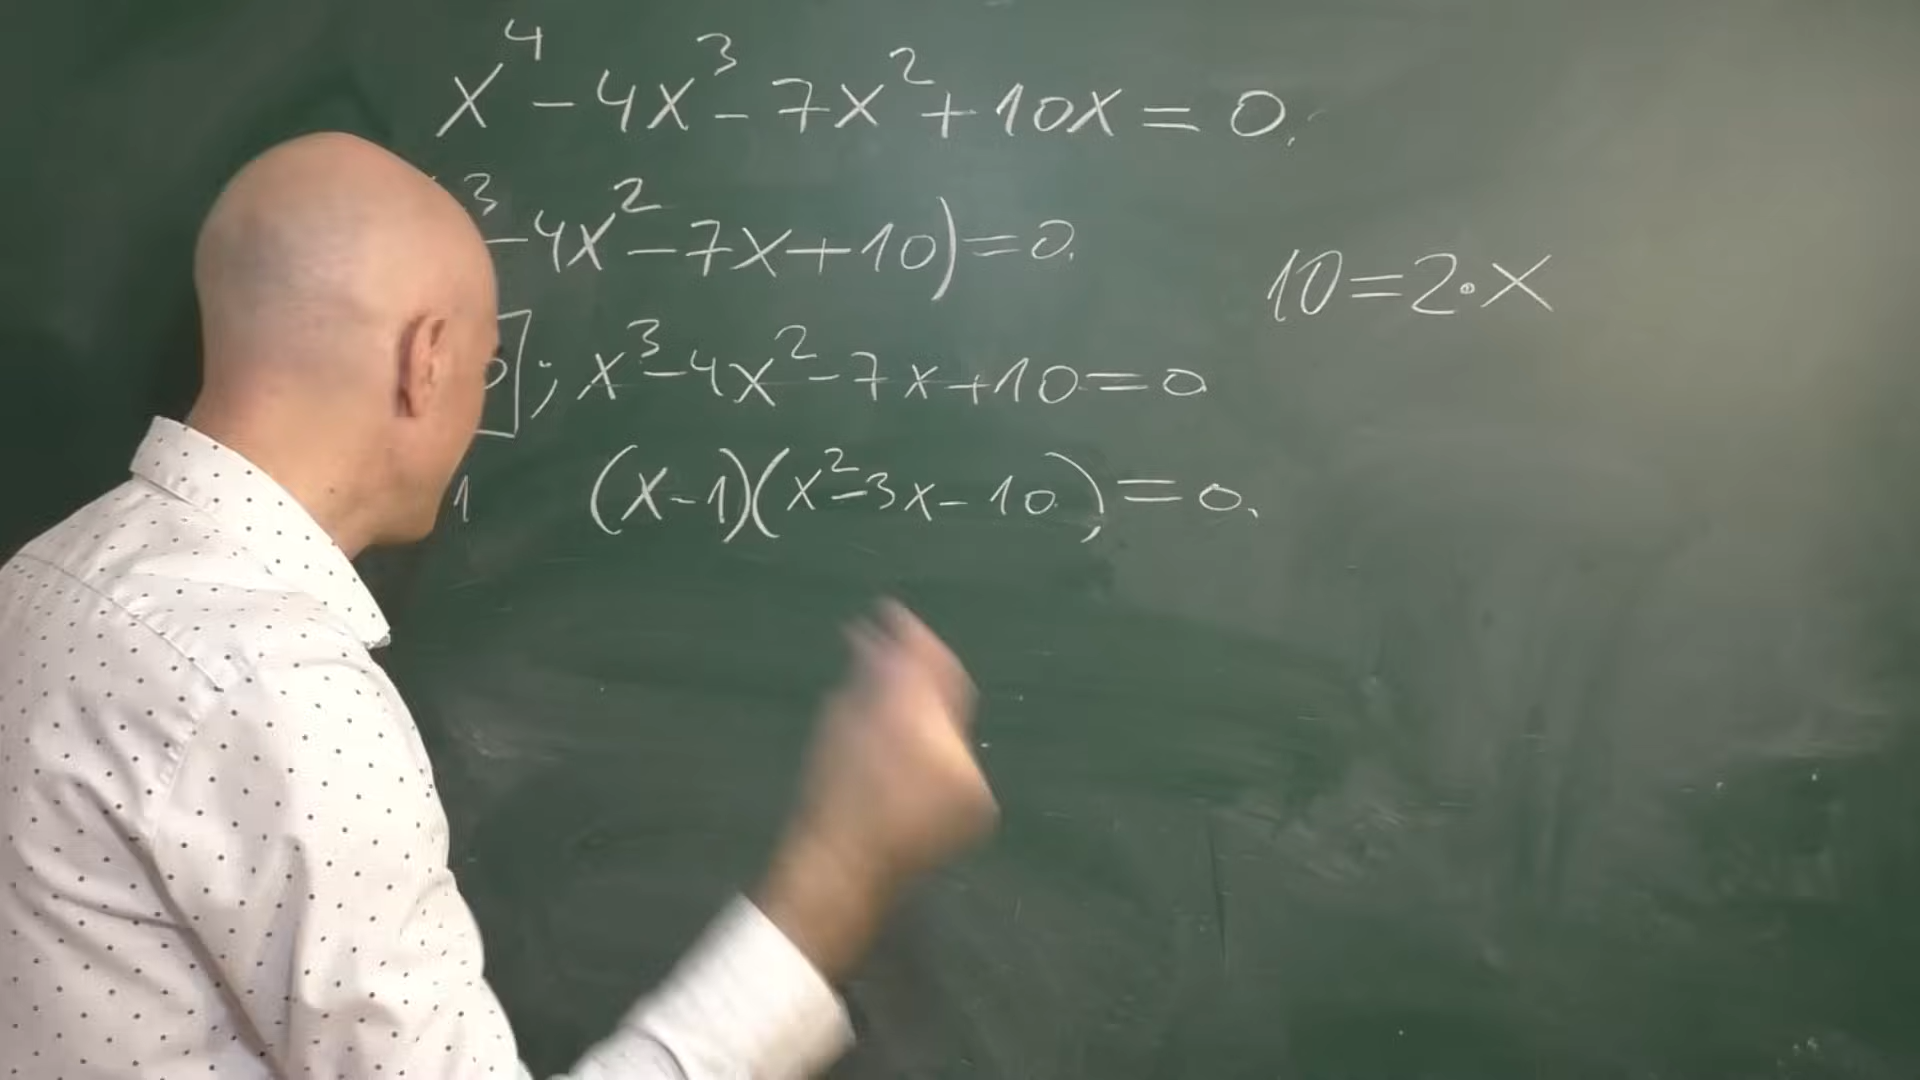 x⁴-4x³-7x²+10x=0.
³-4x²-7x+10)=0.
10=2·x
; x³-4x²-7x+10=0
1 (x-1)(x²-3x-10)=0.